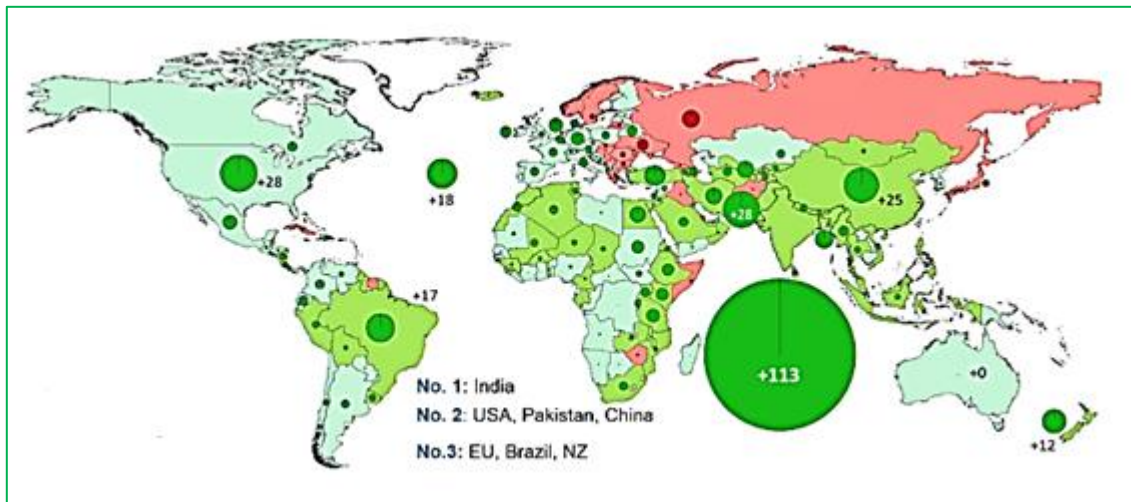 +28
+18
+28
+25
+17
+113
+0
+12
No. 1: India
No. 2: USA, Pakistan, China
No.3: EU, Brazil, NZ